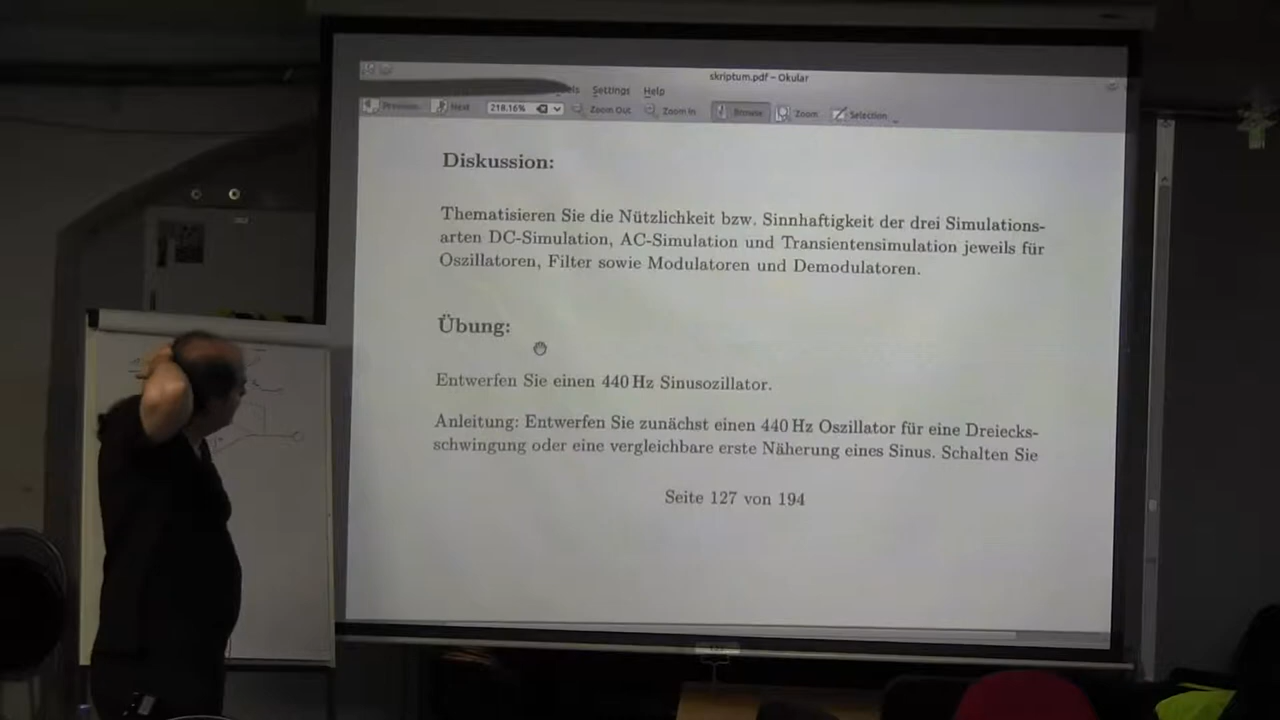 skriptum.pdf – Okular
Settings Help
Previous Next 218.16% Zoom Out Zoom In Browse Zoom Selection
Diskussion:
Thematisieren Sie die Nützlichkeit bzw. Sinnhaftigkeit der drei Simulations-
arten DC-Simulation, AC-Simulation und Transientensimulation jeweils für
Oszillatoren, Filter sowie Modulatoren und Demodulatoren.
Übung:
Entwerfen Sie einen 440 Hz Sinusozillator.
Anleitung: Entwerfen Sie zunächst einen 440 Hz Oszillator für eine Dreiecks-
schwingung oder eine vergleichbare erste Näherung eines Sinus. Schalten Sie
Seite 127 von 194